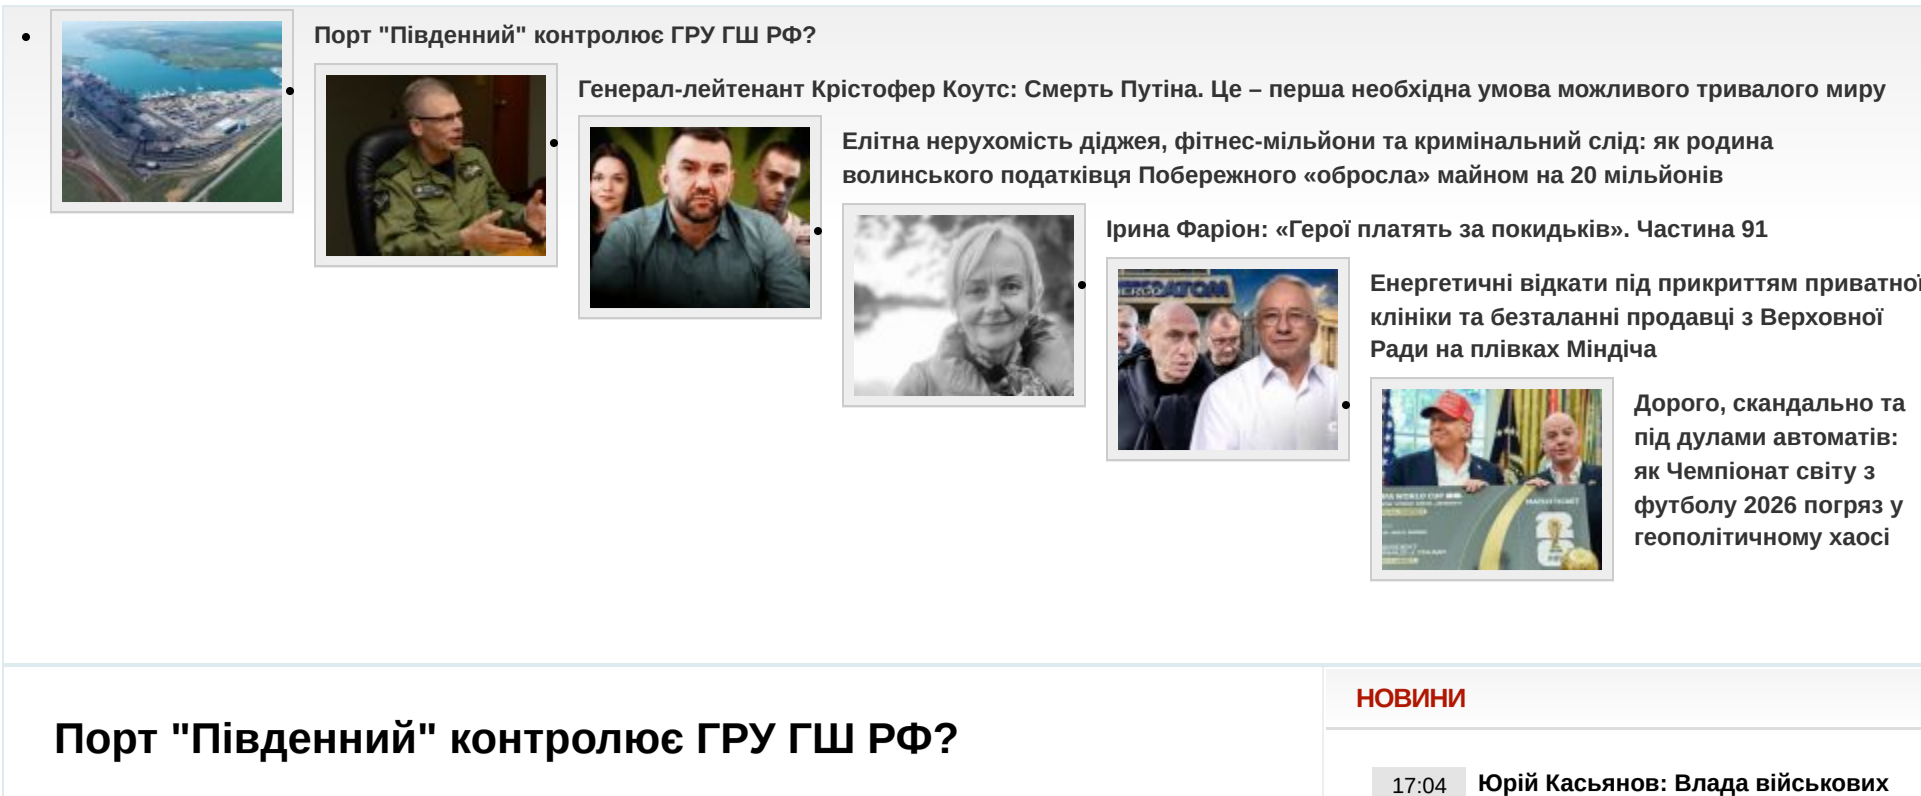 Порт "Південний" контролює ГРУ ГШ РФ?
Генерал-лейтенант Крістофер Коутс: Смерть Путіна. Це – перша необхідна умова можливого тривалого миру
Елітна нерухомість діджея, фітнес-мільйони та кримінальний слід: як родина
волинського податківця Побережного «обросла» майном на 20 мільйонів
Ірина Фаріон: «Герої платять за покидьків». Частина 91
Енергетичні відкати під прикриттям приватної
клініки та безталанні продавці з Верховної
Ради на плівках Міндіча
Дорого, скандально та
під дулами автоматів:
як Чемпіонат світу з
футболу 2026 погряз у
геополітичному хаосі
Порт "Південний" контролює ГРУ ГШ РФ?
НОВИНИ
17:04 Юрій Касьянов: Влада військових